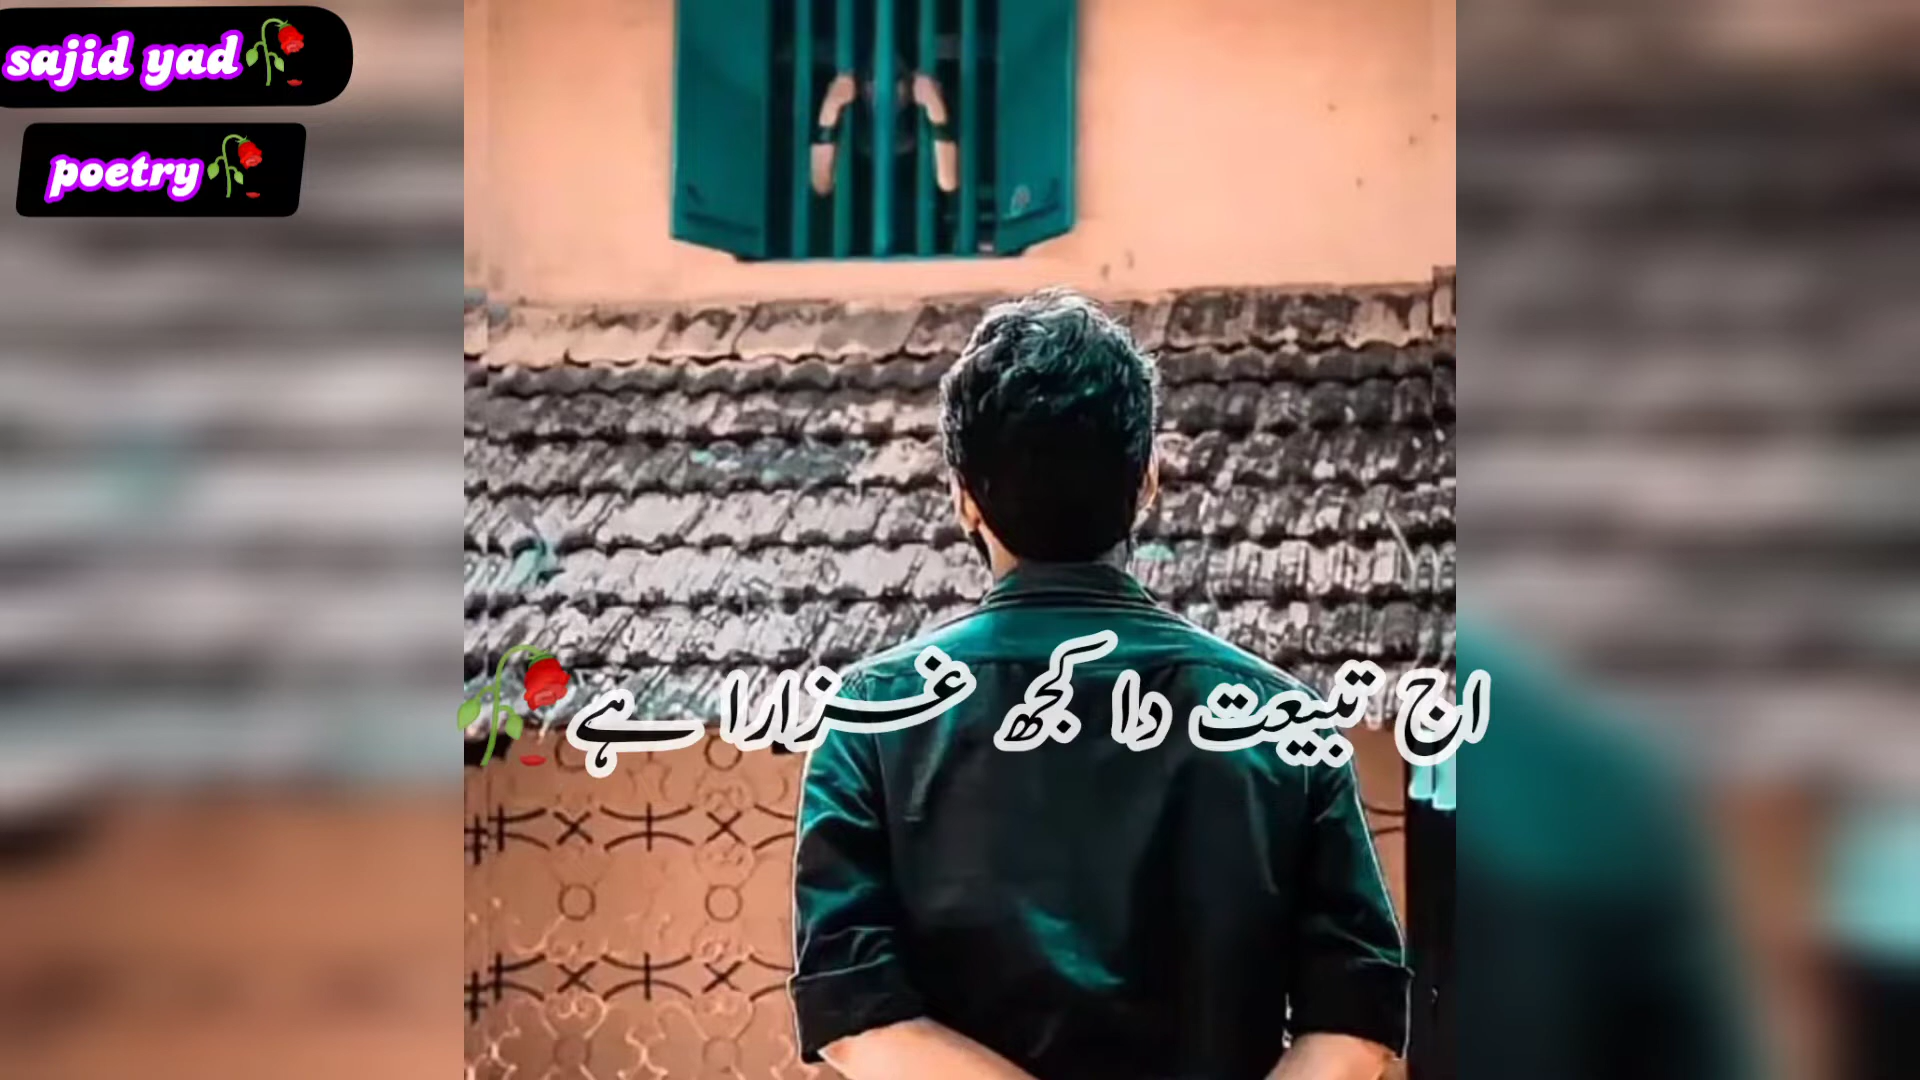 sajid yad🥀
poetry🥀
اج تبیعت دا کجھ غزارا ہے🥀